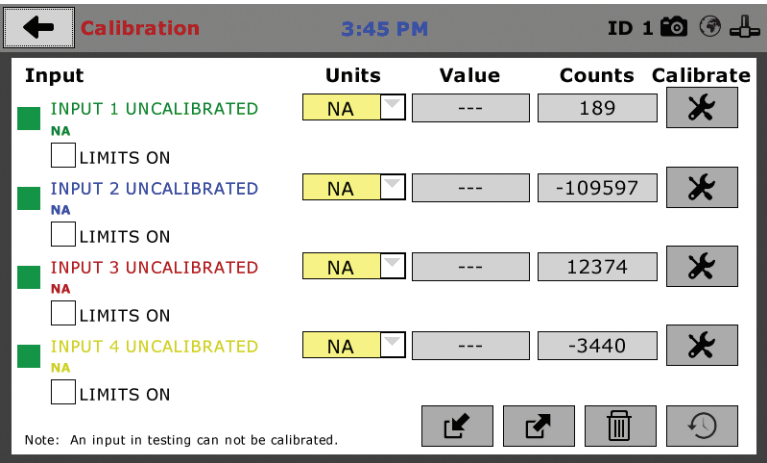 Calibration 3:45 PM ID 1
Input Units Value Counts Calibrate
INPUT 1 UNCALIBRATED NA --- 189
NA
LIMITS ON
INPUT 2 UNCALIBRATED NA --- -109597
NA
LIMITS ON
INPUT 3 UNCALIBRATED NA --- 12374
NA
LIMITS ON
INPUT 4 UNCALIBRATED NA --- -3440
NA
LIMITS ON
Note: An input in testing can not be calibrated.